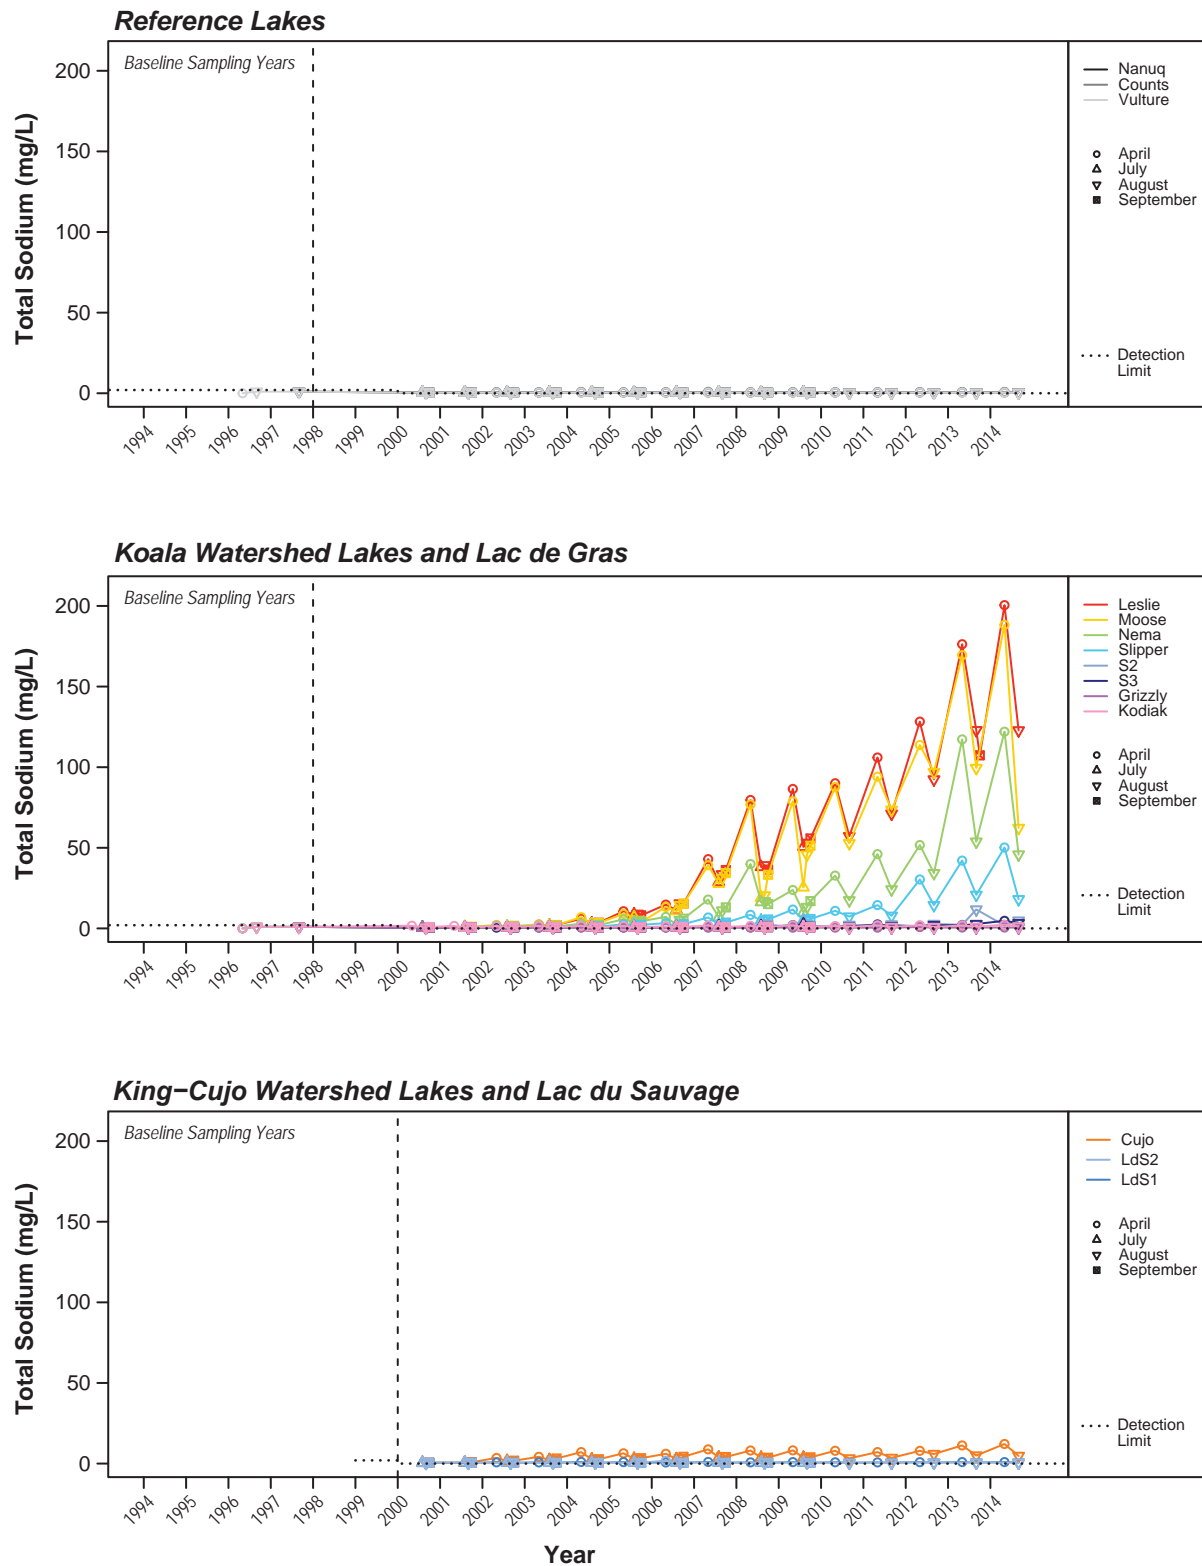 Reference Lakes
Baseline Sampling Years
Total Sodium (mg/L)
200
150
100
50
0
1994 1995 1996 1997 1998 1999 2000 2001 2002 2003 2004 2005 2006 2007 2008 2009 2010 2011 2012 2013 2014
Nanuq
Counts
Vulture
April
July
August
September
Detection
Limit
Koala Watershed Lakes and Lac de Gras
Baseline Sampling Years
Total Sodium (mg/L)
200
150
100
50
0
1994 1995 1996 1997 1998 1999 2000 2001 2002 2003 2004 2005 2006 2007 2008 2009 2010 2011 2012 2013 2014
Leslie
Moose
Nema
Slipper
S2
S3
Grizzly
Kodiak
April
July
August
September
Detection
Limit
King−Cujo Watershed Lakes and Lac du Sauvage
Baseline Sampling Years
Total Sodium (mg/L)
200
150
100
50
0
1994 1995 1996 1997 1998 1999 2000 2001 2002 2003 2004 2005 2006 2007 2008 2009 2010 2011 2012 2013 2014
Cujo
LdS2
LdS1
April
July
August
September
Detection
Limit
Year